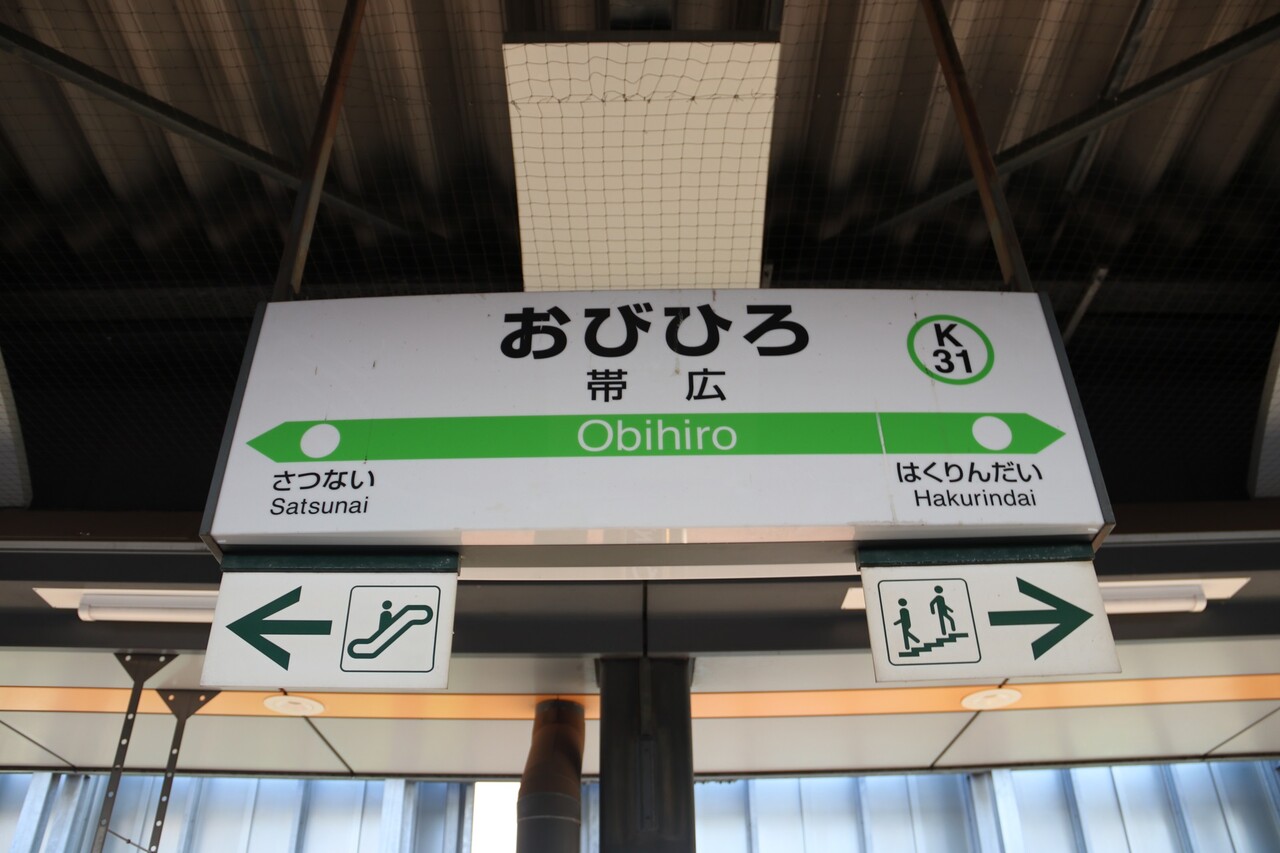 おびひろ
K
31
帯 広
Obihiro
さつない
Satsunai
はくりんだい
Hakurindai